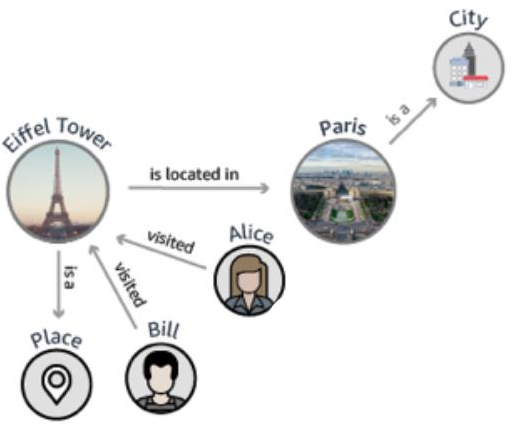 City
is a
Paris
Eiffel Tower
is located in
Alice
visited
visited
is a
Bill
Place